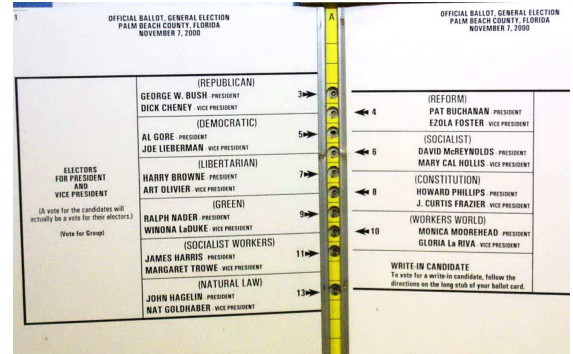 1
OFFICIAL BALLOT, GENERAL ELECTION
PALM BEACH COUNTY, FLORIDA
NOVEMBER 7, 2000
ELECTORS
FOR PRESIDENT
AND
VICE PRESIDENT
(A vote for the candidates will
actually be a vote for their electors.)
(Vote for Group)
(REPUBLICAN)
GEORGE W. BUSH - PRESIDENT
DICK CHENEY - VICE PRESIDENT
3
(DEMOCRATIC)
AL GORE - PRESIDENT
JOE LIEBERMAN - VICE PRESIDENT
5
(LIBERTARIAN)
HARRY BROWNE - PRESIDENT
ART OLIVIER - VICE PRESIDENT
7
(GREEN)
RALPH NADER - PRESIDENT
WINONA LaDUKE - VICE PRESIDENT
9
(SOCIALIST WORKERS)
JAMES HARRIS - PRESIDENT
MARGARET TROWE - VICE PRESIDENT
11
(NATURAL LAW)
JOHN HAGELIN - PRESIDENT
NAT GOLDHABER - VICE PRESIDENT
13
A
OFFICIAL BALLOT, GENERAL ELECTION
PALM BEACH COUNTY, FLORIDA
NOVEMBER 7, 2000
(REFORM)
4
PAT BUCHANAN - PRESIDENT
EZOLA FOSTER - VICE PRESIDENT
(SOCIALIST)
6
DAVID McREYNOLDS - PRESIDENT
MARY CAL HOLLIS - VICE PRESIDENT
(CONSTITUTION)
8
HOWARD PHILLIPS - PRESIDENT
J. CURTIS FRAZIER - VICE PRESIDENT
(WORKERS WORLD)
10
MONICA MOOREHEAD - PRESIDENT
GLORIA La RIVA - VICE PRESIDENT
WRITE-IN CANDIDATE
To vote for a write-in candidate, follow the
directions on the long stub of your ballot card.